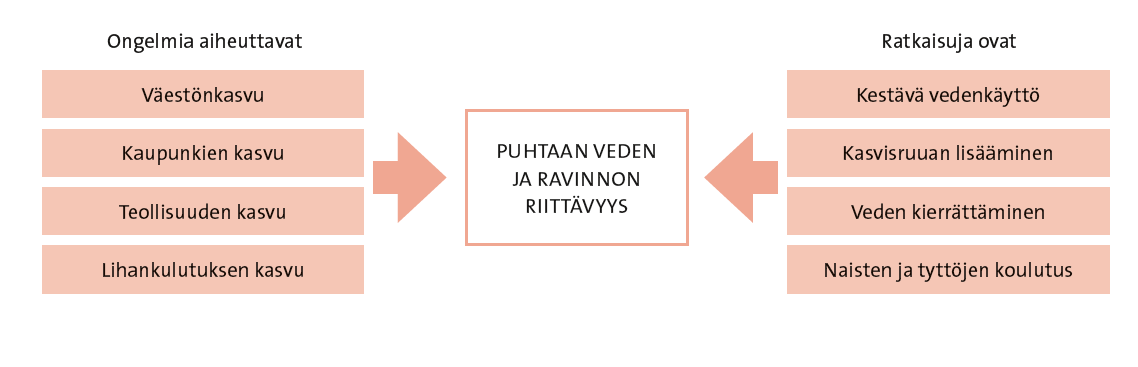 Ongelmia aiheuttavat
Väestönkasvu
Kaupunkien kasvu
Teollisuuden kasvu
Lihankulutuksen kasvu
PUHTAAN VEDEN
JA RAVINNON
RIITTÄVYYS
Ratkaisuja ovat
Kestävä vedenkäyttö
Kasvisruuan lisääminen
Veden kierrättäminen
Naisten ja tyttöjen koulutus